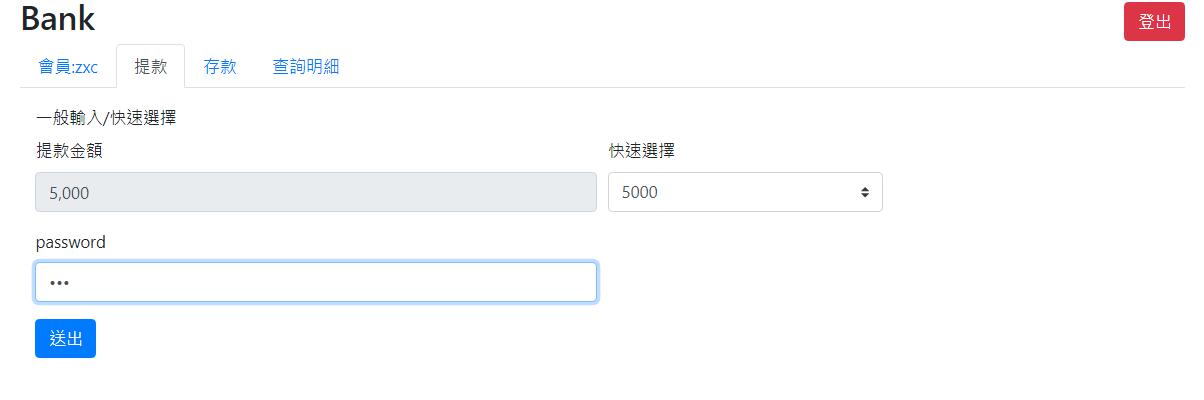 Bank
登出
會員:zxc
提款
存款
查詢明細
一般輸入/快速選擇
提款金額
快速選擇
5,000
5000
password
•••
送出